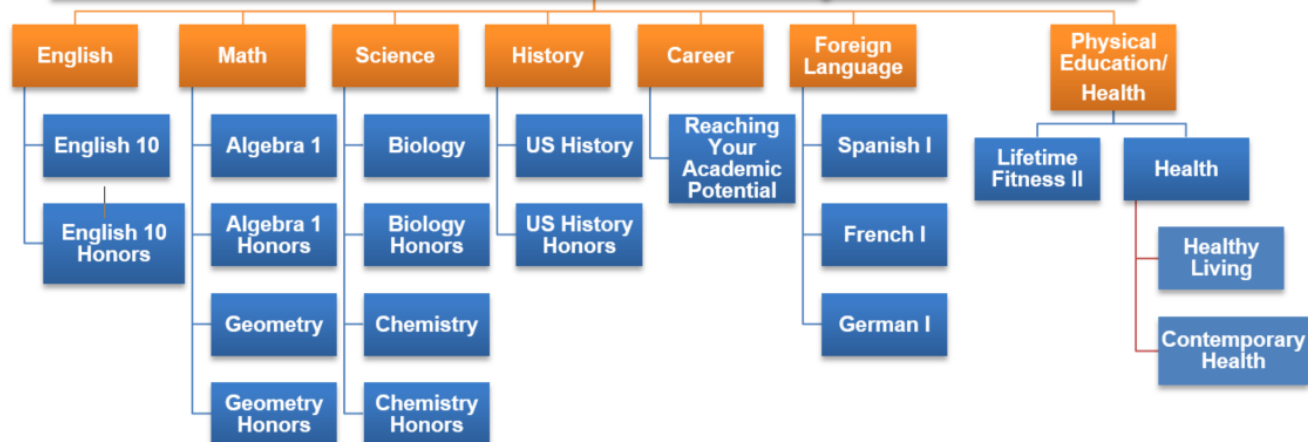 English
Math
Science
History
Career
Foreign
Language
Physical
Education/
Health
English 10
English 10
Honors
Algebra 1
Algebra 1
Honors
Geometry
Geometry
Honors
Biology
Biology
Honors
Chemistry
Chemistry
Honors
US History
US History
Honors
Reaching
Your
Academic
Potential
Spanish I
French I
German I
Lifetime
Fitness II
Health
Healthy
Living
Contemporary
Health